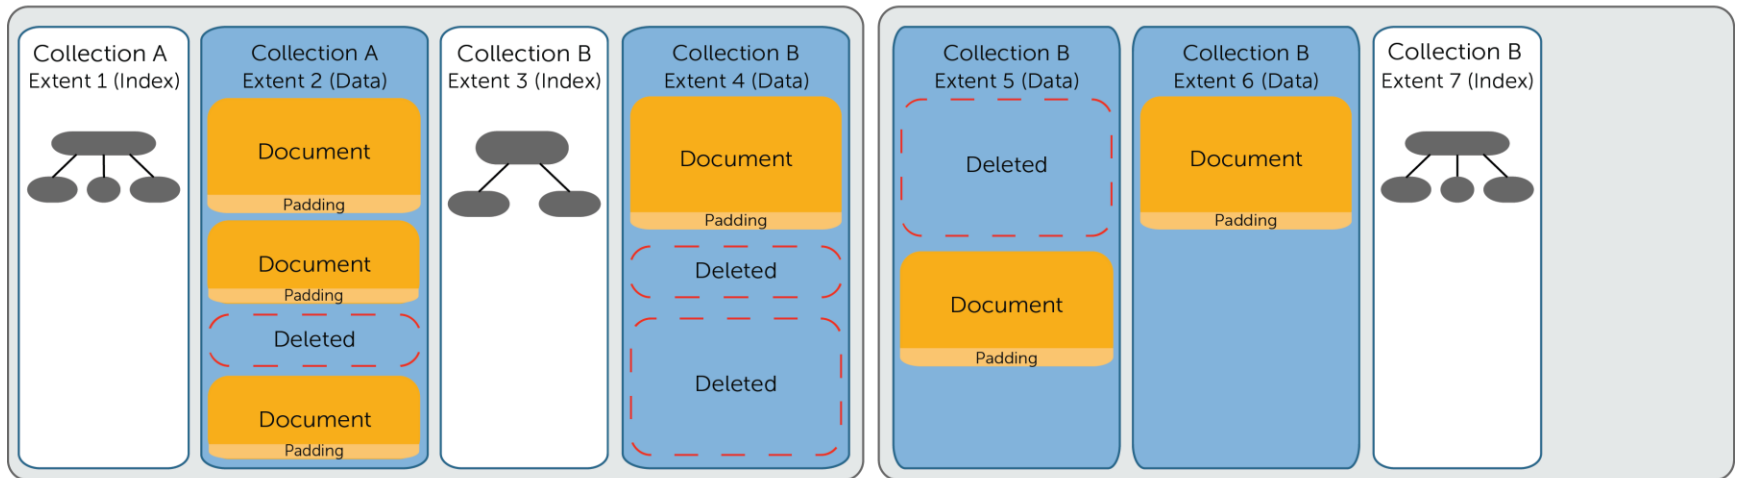 Collection A
Extent 1 (Index)
Collection A
Extent 2 (Data)
Document
Padding
Document
Padding
Deleted
Document
Padding
Collection B
Extent 3 (Index)
Collection B
Extent 4 (Data)
Document
Padding
Deleted
Deleted
Collection B
Extent 5 (Data)
Deleted
Document
Padding
Collection B
Extent 6 (Data)
Document
Padding
Collection B
Extent 7 (Index)